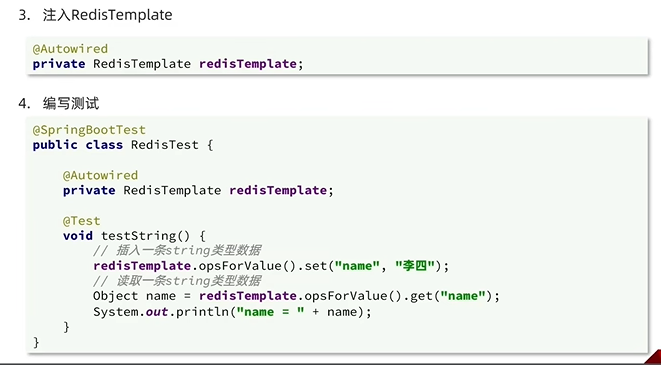 3. 注入RedisTemplate
@Autowired
private RedisTemplate redisTemplate;
4. 编写测试
@SpringBootTest
public class RedisTest {
@Autowired
private RedisTemplate redisTemplate;
@Test
void testString() {
// 插入一条string类型数据
redisTemplate.opsForValue().set("name", "李四");
// 读取一条string类型数据
Object name = redisTemplate.opsForValue().get("name");
System.out.println("name = " + name);
}
}